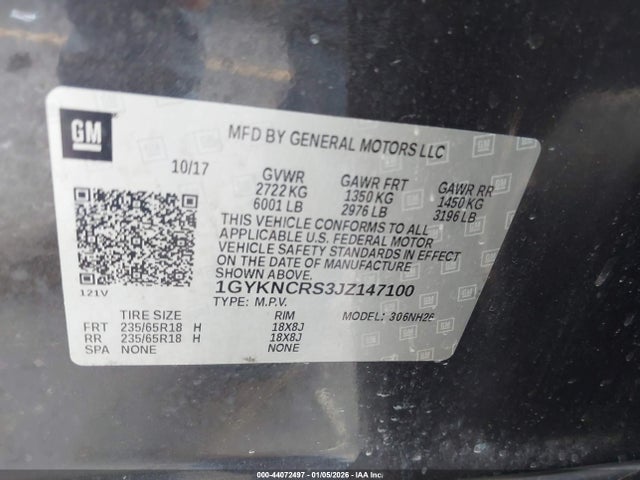 GM
MFD BY GENERAL MOTORS LLC
10/17 GVWR GAWR FRT GAWR RR
2722 KG 1350 KG 1450 KG
6001 LB 2976 LB 3196 LB
THIS VEHICLE CONFORMS TO ALL
APPLICABLE U.S. FEDERAL MOTOR
VEHICLE SAFETY STANDARDS IN EFFECT
ON THE DATE OF MANUFACTURE
SHOWN ABOVE.
121V
1GYKNCRS3JZ147100
TYPE: M.P.V. MODEL:
TIRE SIZE RIM
FRT 235/65R18 H 18X8J
RR 235/65R18 H 18X8J
SPA NONE NONE
000-44072497 - 01/05/2026 - IAA Inc.